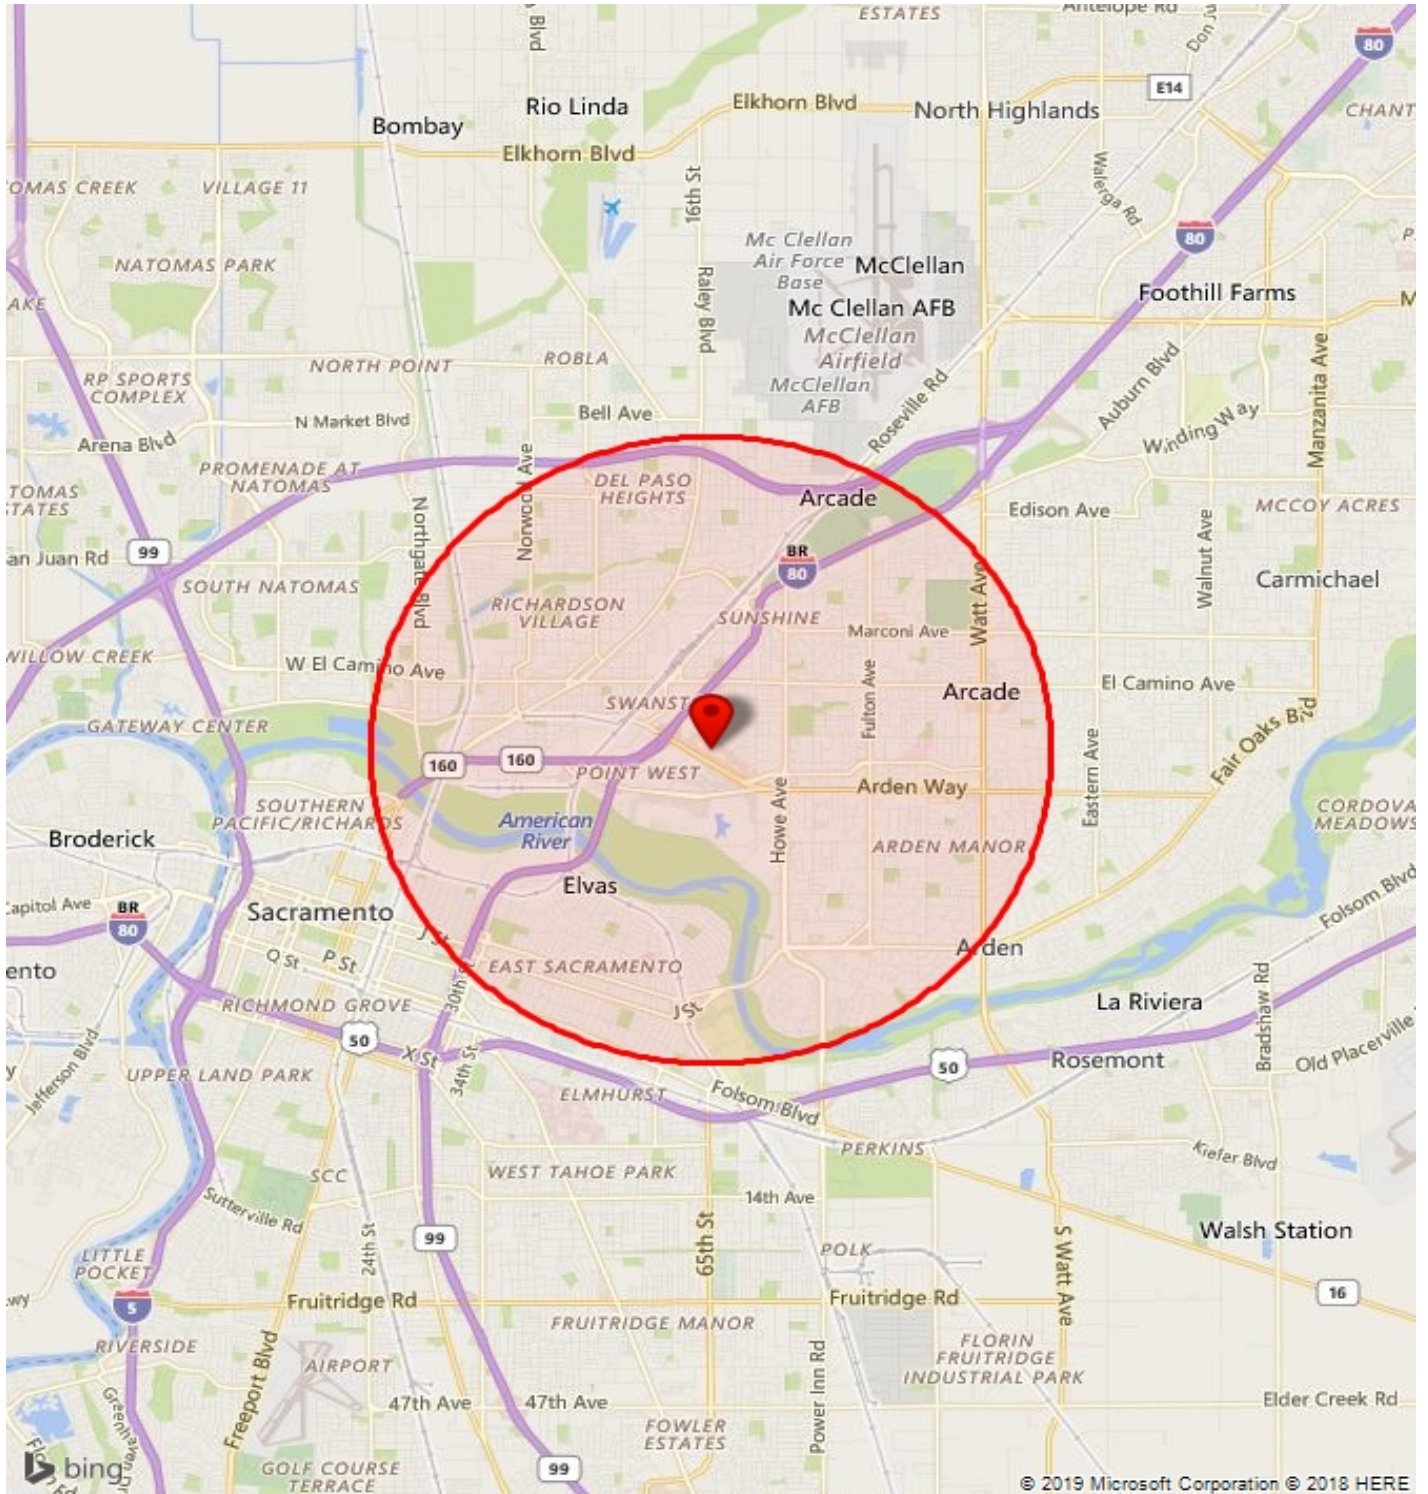 ESTATES
Antelope Rd
Blvd
80
E14
CHANT
Rio Linda
Elkhorn Blvd
North Highlands
Bombay
Elkhorn Blvd
OMAS CREEK
VILLAGE 11
16th St
Walerga Rd
80
NATOMAS PARK
Mc Clellan
Air Force
Base
McClellan
AKE
Raley Blvd
Mc Clellan AFB
Foothill Farms
M
McClellan
Airfield
NORTH POINT
ROBLA
McClellan
AFB
RP SPORTS
COMPLEX
Roseville Rd
Auburn Blvd
Manzanita Ave
N Market Blvd
Bell Ave
Arena Blvd
Winding Way
PROMENADE AT
NATOMAS
Norwood Ave
DEL PASO
HEIGHTS
TOMAS
STATES
Northgate Blvd
Arcade
Edison Ave
MCCOY ACRES
an Juan Rd
99
BR
80
Walnut Ave
SOUTH NATOMAS
Watt Ave
Carmichael
RICHARDSON
VILLAGE
SUNSHINE
Marconi Ave
WILLOW CREEK
W El Camino Ave
Fulton Ave
El Camino Ave
SWANST
Arcade
GATEWAY CENTER
Fair Oaks Blvd
160
160
POINT WEST
Eastern Ave
Arden Way
SOUTHERN
PACIFIC/RICHARDS
American
River
Howe Ave
CORDOVA
MEADOWS
Broderick
ARDEN MANOR
Elvas
Capitol Ave
BR
80
Sacramento
Folsom Blvd
J St
Arden
ento
Q St
P St
EAST SACRAMENTO
30th St
RICHMOND GROVE
J St
La Riviera
Bradshaw Rd
50
X St
34th St
50
Rosemont
Old Placerville
Jefferson Blvd
UPPER LAND PARK
ELMHURST
Folsom Blvd
PERKINS
Kiefer Blvd
SCC
WEST TAHOE PARK
14th Ave
Sutterville Rd
24th St
99
65th St
S Watt Ave
Walsh Station
LITTLE
POCKET
POLK
16
5
Fruitridge Rd
Fruitridge Rd
RIVERSIDE
Freeport Blvd
FRUITRIDGE MANOR
Power Inn Rd
FLORIN
FRUITRIDGE
INDUSTRIAL PARK
AIRPORT
47th Ave
47th Ave
Elder Creek Rd
FOWLER
ESTATES
bing
GOLF COURSE
TERRACE
99
© 2019 Microsoft Corporation © 2018 HERE